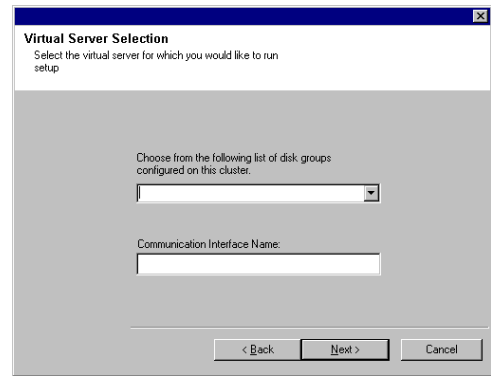 Virtual Server Selection
Select the virtual server for which you would like to run
setup
Choose from the following list of disk groups
configured on this cluster.
Communication Interface Name:
< Back
Next >
Cancel